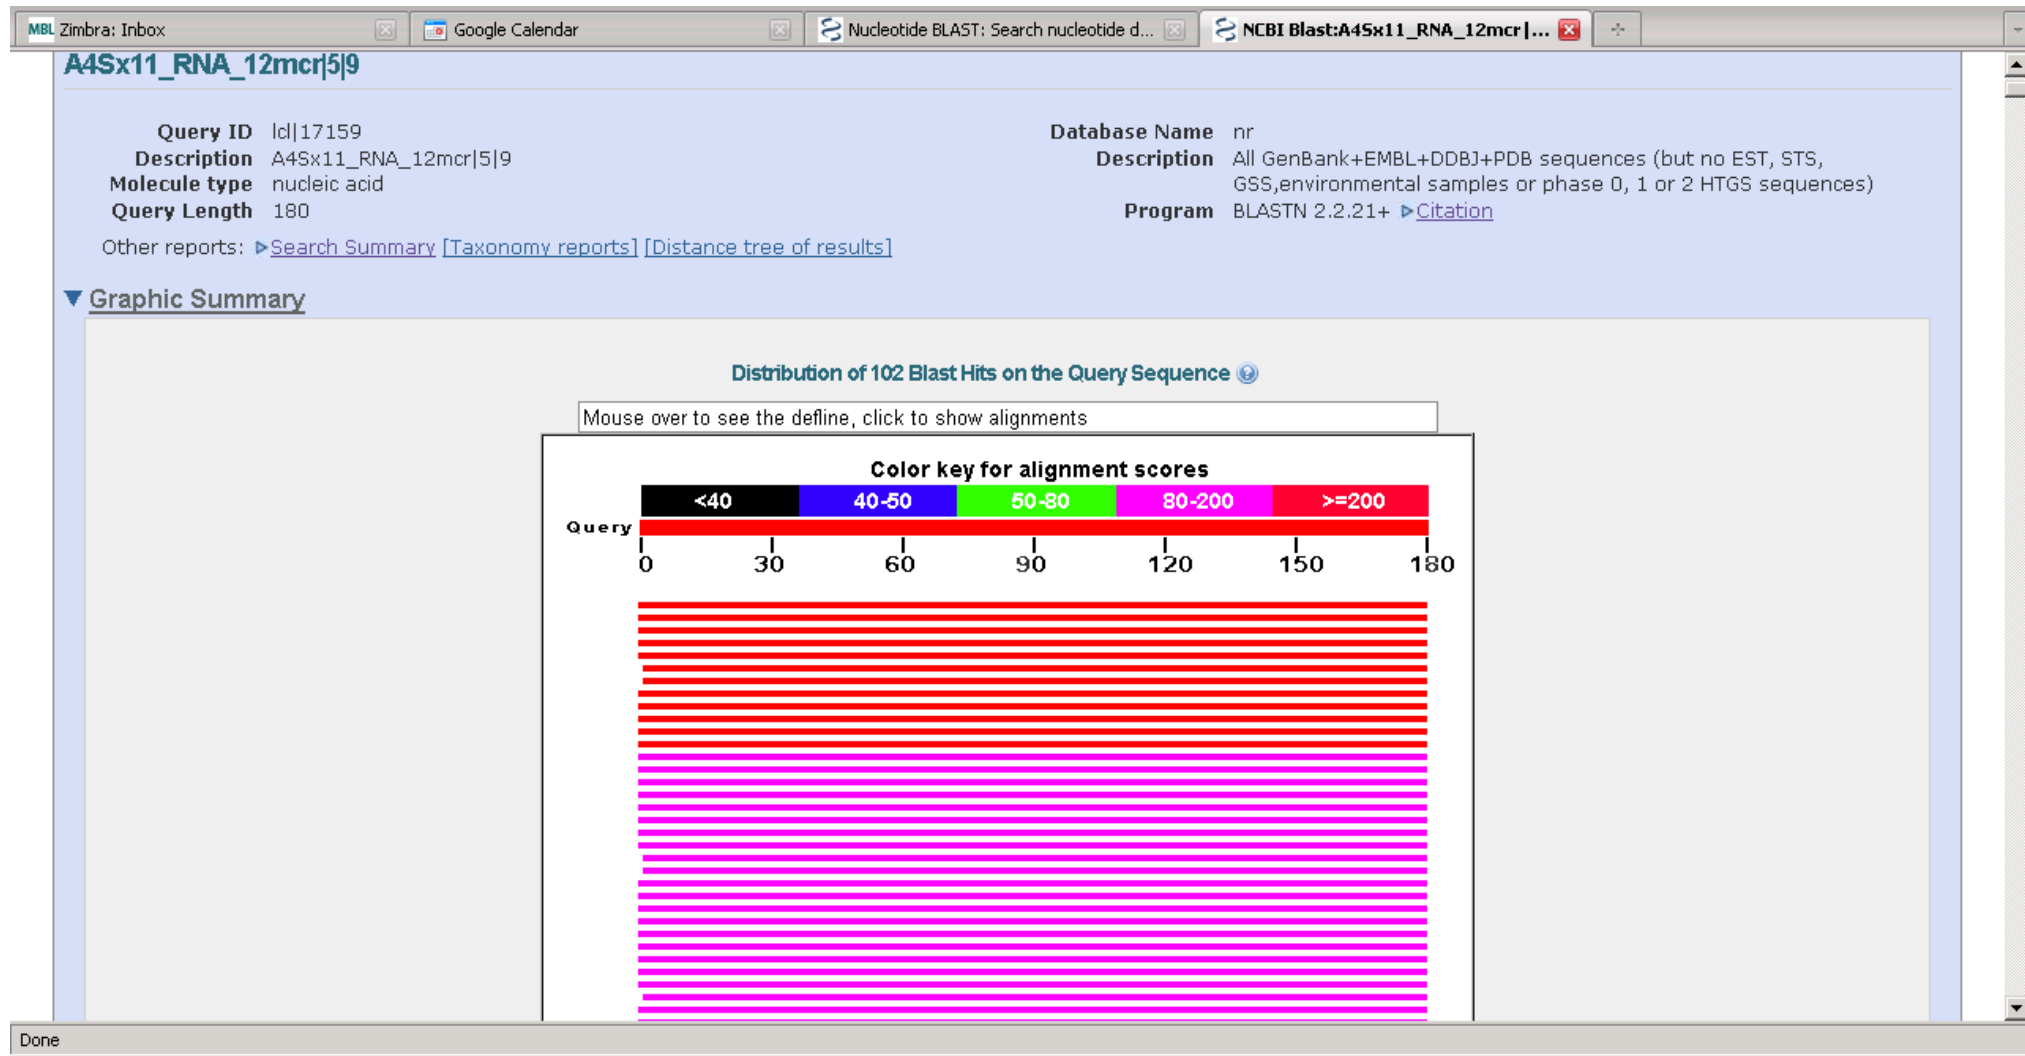 MBL Zimbra: Inbox
Google Calendar
Nucleotide BLAST: Search nucleotide d...
NCBI Blast:A4Sx11_RNA_12mcr|...
A4Sx11_RNA_12mcr|5|9
Query ID lcl|17159
Description A4Sx11_RNA_12mcr|5|9
Molecule type nucleic acid
Query Length 180
Database Name nr
Description All GenBank+EMBL+DDBJ+PDB sequences (but no EST, STS,
GSS,environmental samples or phase 0, 1 or 2 HTGS sequences)
Program BLASTN 2.2.21+ Citation
Other reports: Search Summary [Taxonomy reports] [Distance tree of results]
Graphic Summary
Distribution of 102 Blast Hits on the Query Sequence
Mouse over to see the defline, click to show alignments
Color key for alignment scores
<40 40-50 50-80 80-200 >=200
Query
0 30 60 90 120 150 180
Done